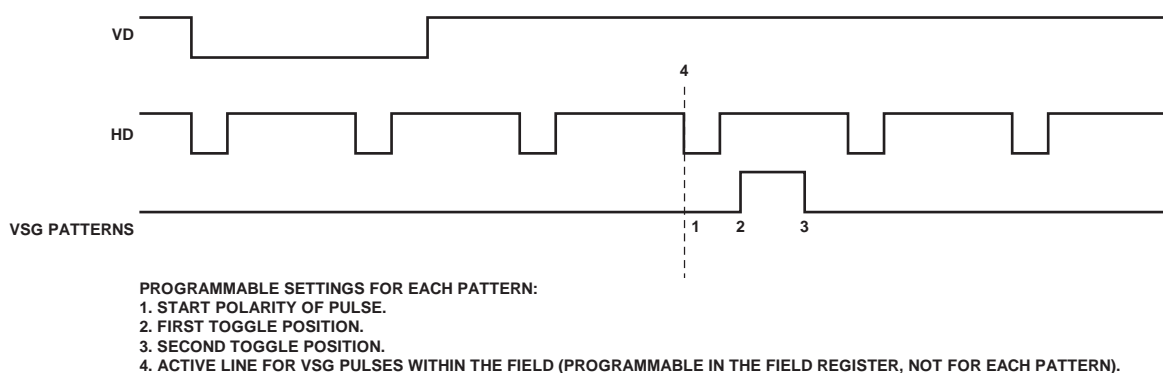 VD
4
HD
VSG PATTERNS
1 2 3
PROGRAMMABLE SETTINGS FOR EACH PATTERN:
1. START POLARITY OF PULSE.
2. FIRST TOGGLE POSITION.
3. SECOND TOGGLE POSITION.
4. ACTIVE LINE FOR VSG PULSES WITHIN THE FIELD (PROGRAMMABLE IN THE FIELD REGISTER, NOT FOR EACH PATTERN).